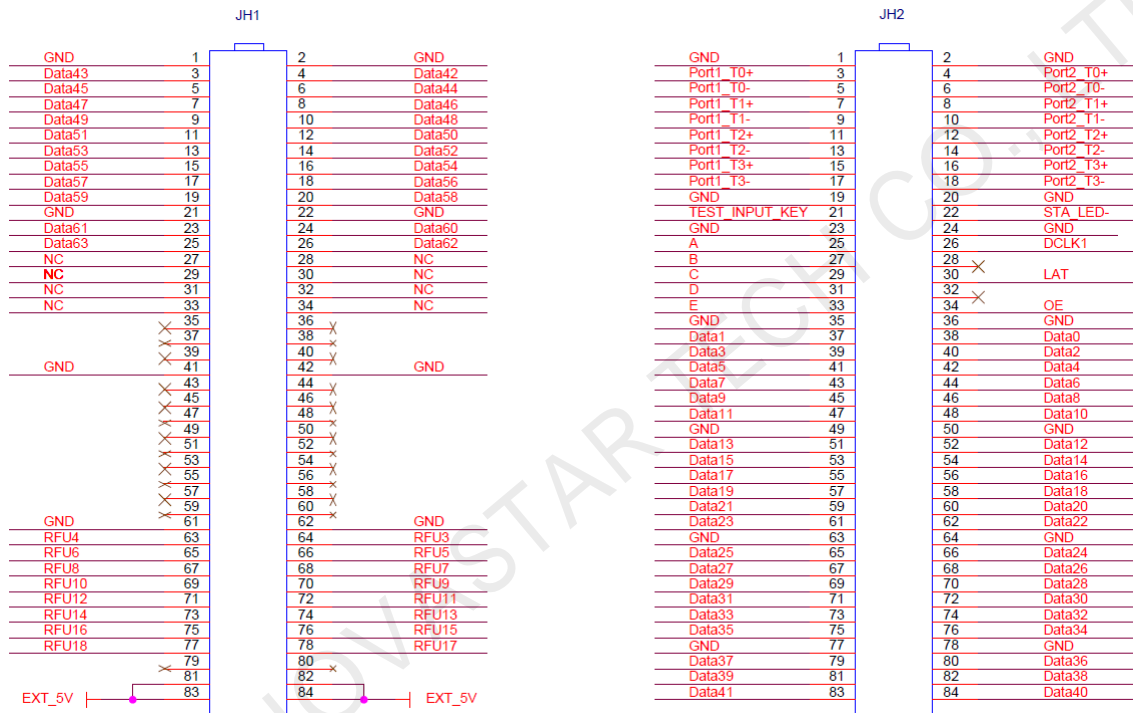 JH1 JH2
GND 1 2 GND GND 1 2 GND
Data43 3 4 Data42 Port1_T0+ 3 4 Port2_T0+
Data45 5 6 Data44 Port1_T0- 5 6 Port2_T0-
Data47 7 8 Data46 Port1_T1+ 7 8 Port2_T1+
Data49 9 10 Data48 Port1_T1- 9 10 Port2_T1-
Data51 11 12 Data50 Port1_T2+ 11 12 Port2_T2+
Data53 13 14 Data52 Port1_T2- 13 14 Port2_T2-
Data55 15 16 Data54 Port1_T3+ 15 16 Port2_T3+
Data57 17 18 Data56 Port1_T3- 17 18 Port2_T3-
Data59 19 20 Data58 GND 19 20 GND
GND 21 22 GND TEST_INPUT_KEY 21 22 STA_LED-
Data61 23 24 Data60 GND 23 24 GND
Data63 25 26 Data62 A 25 26 DCLK1
NC 27 28 NC B 27 28
NC 29 30 NC C 29 30 LAT
NC 31 32 NC D 31 32
NC 33 34 NC E 33 34 OE
35 36 GND 35 36 GND
37 38 Data1 37 38 Data0
39 40 Data3 39 40 Data2
GND 41 42 GND Data5 41 42 Data4
43 44 Data7 43 44 Data6
45 46 Data9 45 46 Data8
47 48 Data11 47 48 Data10
49 50 GND 49 50 GND
51 52 Data13 51 52 Data12
53 54 Data15 53 54 Data14
55 56 Data17 55 56 Data16
57 58 Data19 57 58 Data18
59 60 Data21 59 60 Data20
GND 61 62 GND Data23 61 62 Data22
RFU4 63 64 RFU3 GND 63 64 GND
RFU6 65 66 RFU5 Data25 65 66 Data24
RFU8 67 68 RFU7 Data27 67 68 Data26
RFU10 69 70 RFU9 Data29 69 70 Data28
RFU12 71 72 RFU11 Data31 71 72 Data30
RFU14 73 74 RFU13 Data33 73 74 Data32
RFU16 75 76 RFU15 Data35 75 76 Data34
RFU18 77 78 RFU17 GND 77 78 GND
79 80 Data37 79 80 Data36
81 82 Data39 81 82 Data38
EXT_5V 83 84 EXT_5V Data41 83 84 Data40
NOVASTAR TECH CO., LT